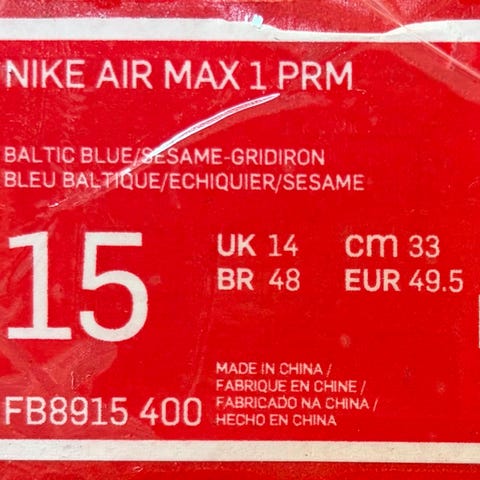 NIKE AIR MAX 1 PRM
BALTIC BLUE/SESAME-GRIDIRON
BLEU BALTIQUE/ECHIQUIER/SESAME
15
UK 14 cm 33
BR 48 EUR 49.5
MADE IN CHINA /
FABRIQUE EN CHINE /
FABRICADO NA CHINA /
HECHO EN CHINA
FB8915 400